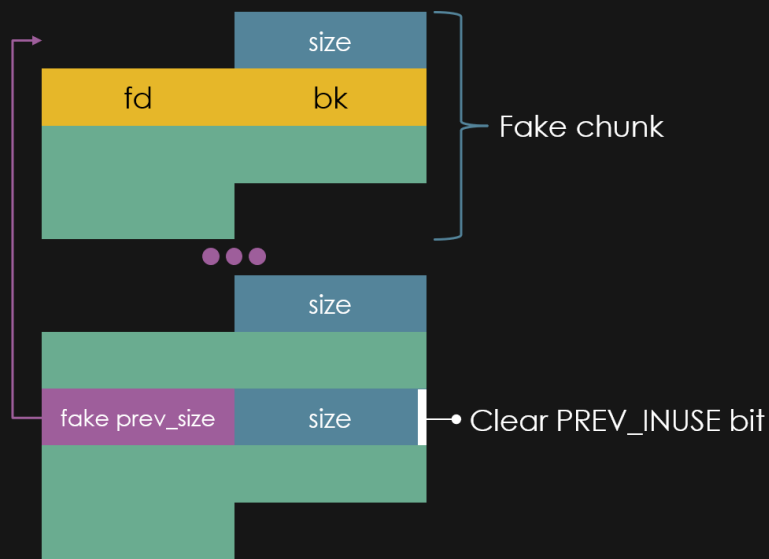 size
fd
bk
Fake chunk
size
fake prev_size
size
Clear PREV_INUSE bit